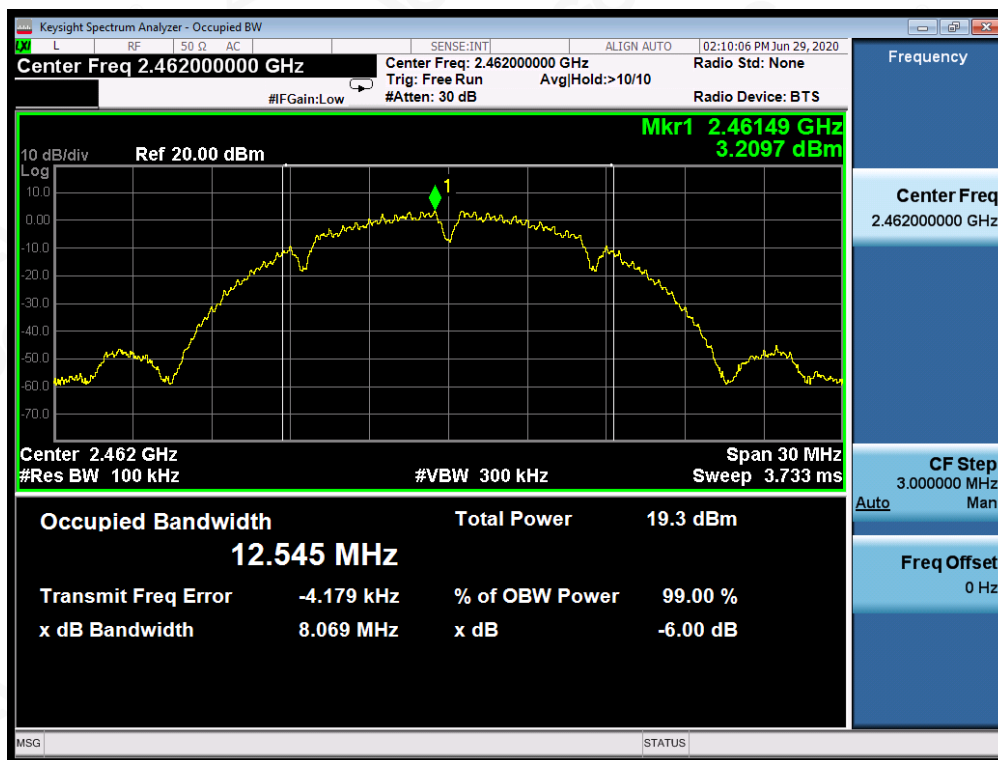 Keysight Spectrum Analyzer - Occupied BW
LXI L RF 50 Ω AC SENSE:INT ALIGN AUTO 02:10:06 PM Jun 29, 2020
Center Freq 2.462000000 GHz
Center Freq: 2.462000000 GHz Radio Std: None
Trig: Free Run Avg|Hold:>10/10
#IFGain:Low #Atten: 30 dB Radio Device: BTS
Mkr1 2.46149 GHz
3.2097 dBm
10 dB/div Ref 20.00 dBm
Log
1
10.0
0.00
-10.0
-20.0
-30.0
-40.0
-50.0
-60.0
-70.0
Center 2.462 GHz Span 30 MHz
#Res BW 100 kHz #VBW 300 kHz Sweep 3.733 ms
Occupied Bandwidth Total Power 19.3 dBm
12.545 MHz
Transmit Freq Error -4.179 kHz % of OBW Power 99.00 %
x dB Bandwidth 8.069 MHz x dB -6.00 dB
MSG STATUS
Frequency
Center Freq
2.462000000 GHz
CF Step
3.000000 MHz
Auto Man
Freq Offset
0 Hz